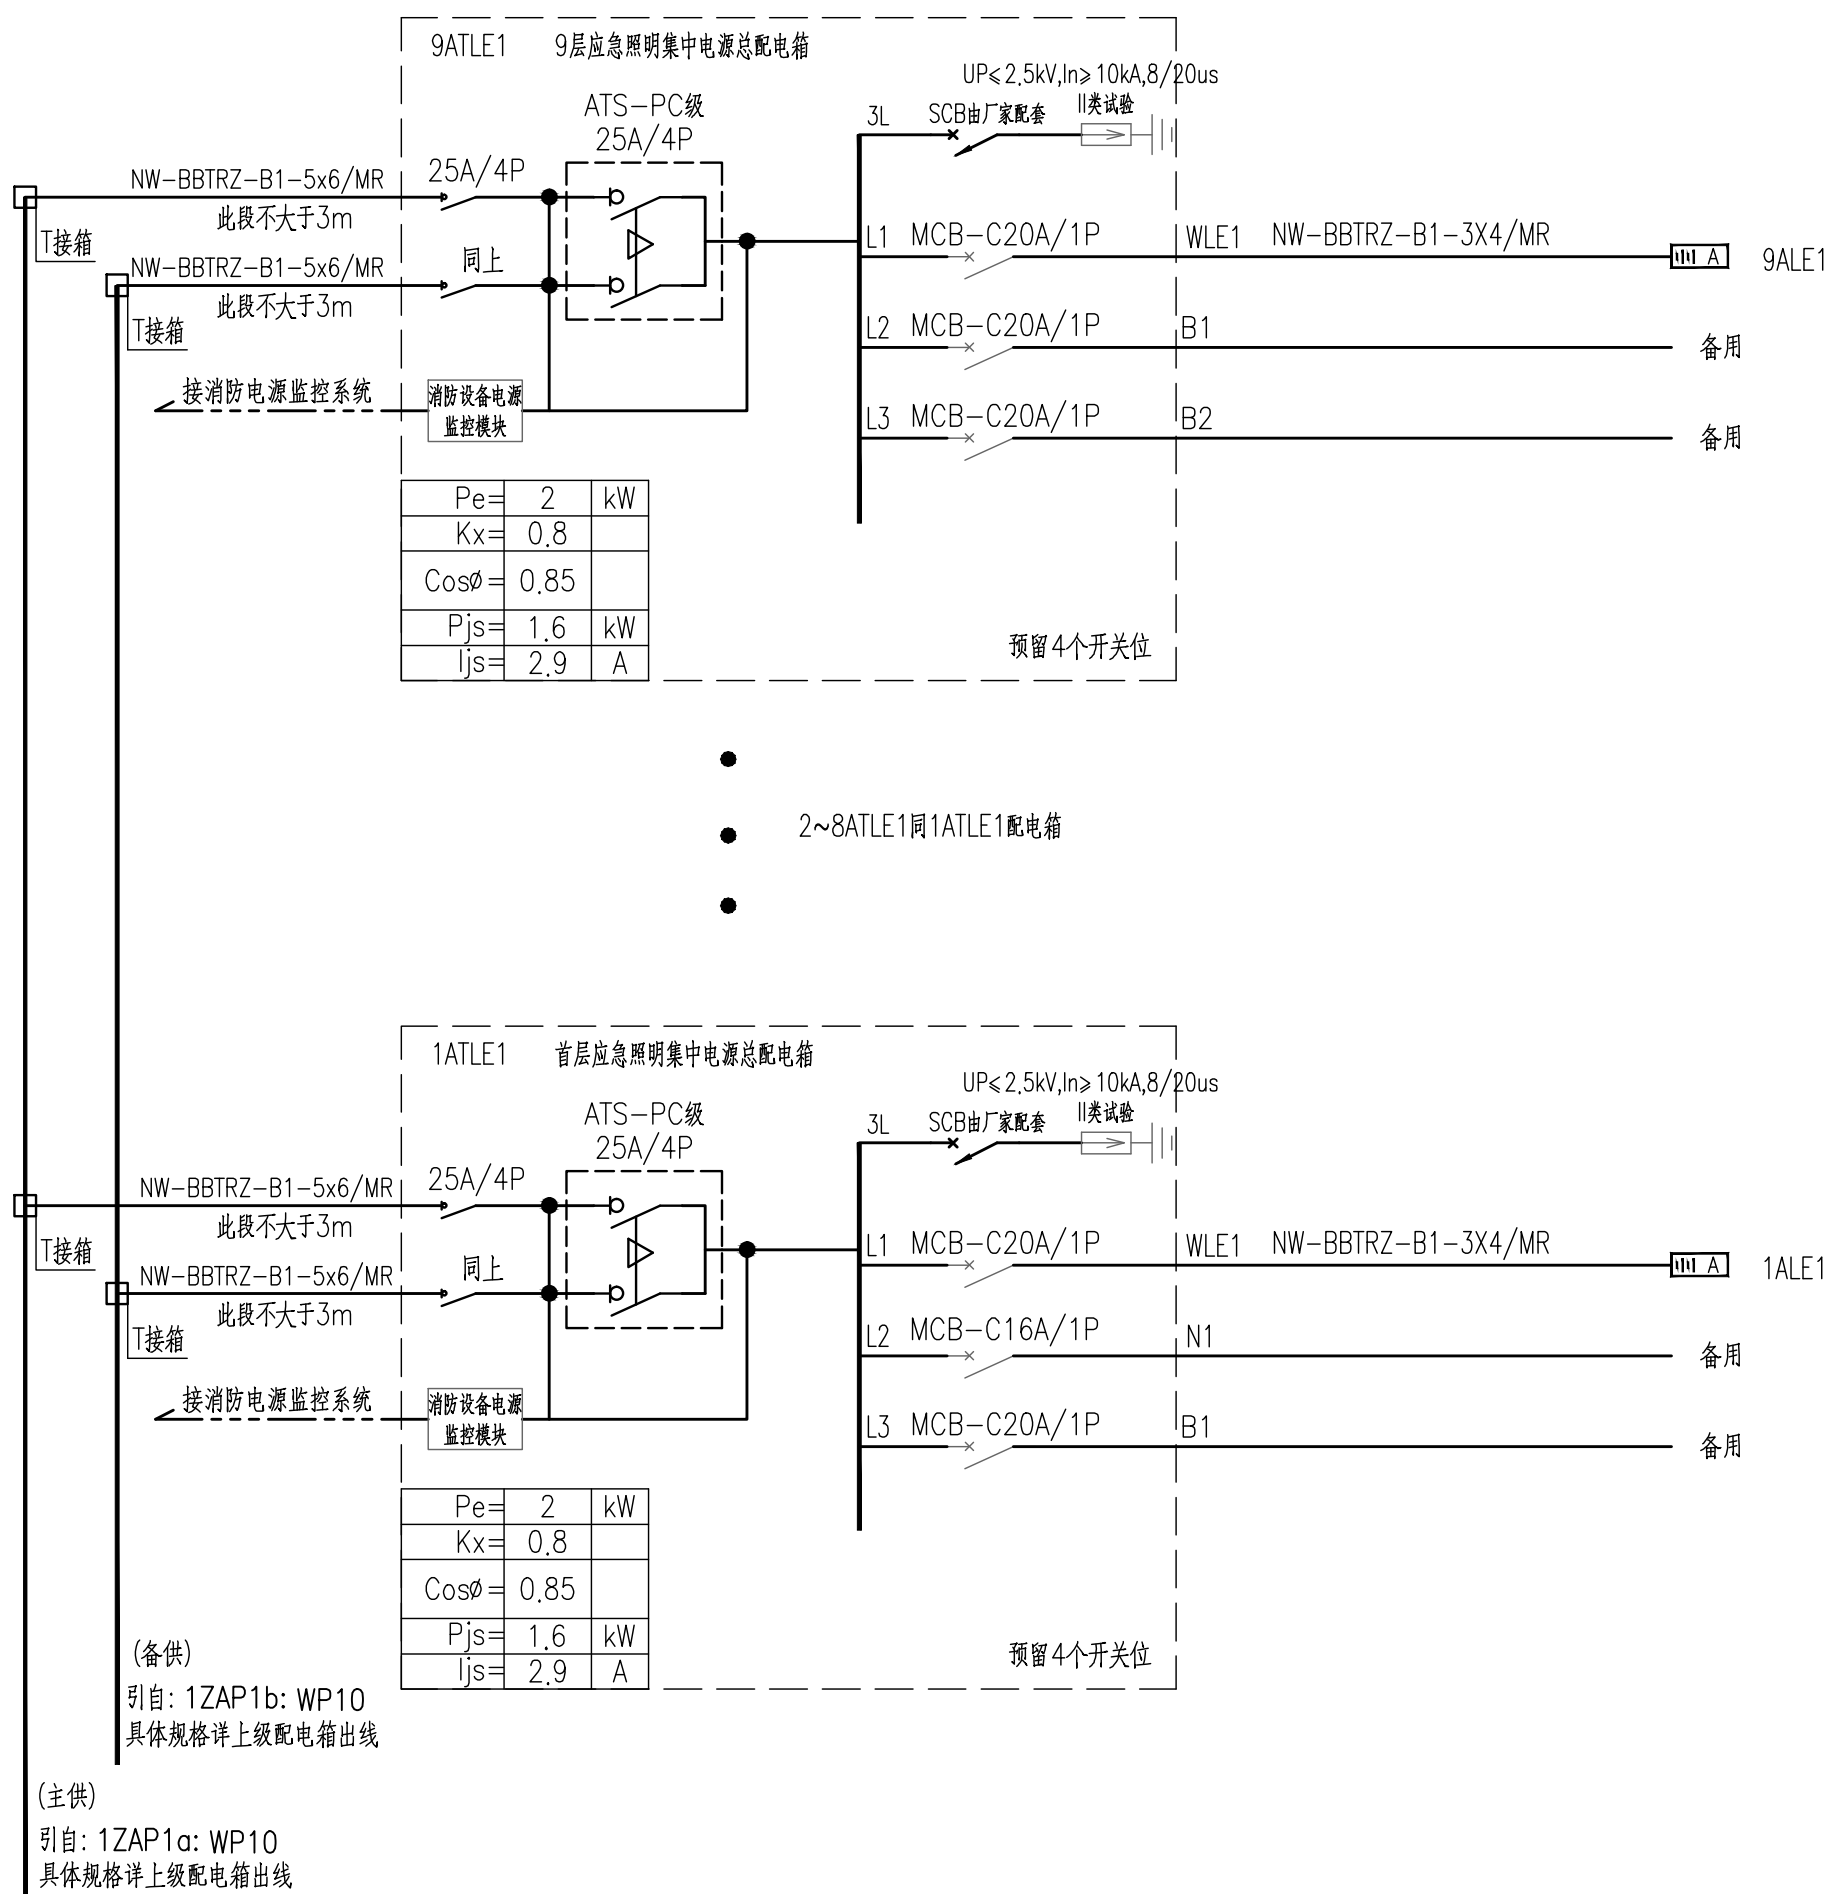 9ATLE1 9层应急照明集中电源总配电箱
UP≤2.5kV,In≥10kA,8/20us
ATS-PC级
25A/4P
3L SCB由厂家配套 II类试验
NW-BBTRZ-B1-5x6/MR 25A/4P
此段不大于3m
T接箱
L1 MCB-C20A/1P WLE1 NW-BBTRZ-B1-3X4/MR
A 9ALE1
NW-BBTRZ-B1-5x6/MR 同上
此段不大于3m
T接箱
L2 MCB-C20A/1P B1 备用
接消防电源监控系统
消防设备电源
监控模块
L3 MCB-C20A/1P B2 备用
Pe= 2 kW
Kx= 0.8
CosØ= 0.85
Pjs= 1.6 kW
Ijs= 2.9 A
预留4个开关位
2~8ATLE1同1ATLE1配电箱
1ATLE1 首层应急照明集中电源总配电箱
UP≤2.5kV,In≥10kA,8/20us
ATS-PC级
25A/4P
3L SCB由厂家配套 II类试验
NW-BBTRZ-B1-5x6/MR 25A/4P
此段不大于3m
T接箱
L1 MCB-C20A/1P WLE1 NW-BBTRZ-B1-3X4/MR
A 1ALE1
NW-BBTRZ-B1-5x6/MR 同上
此段不大于3m
T接箱
L2 MCB-C16A/1P N1 备用
接消防电源监控系统
消防设备电源
监控模块
L3 MCB-C20A/1P B1 备用
Pe= 2 kW
Kx= 0.8
CosØ= 0.85
Pjs= 1.6 kW
Ijs= 2.9 A
预留4个开关位
(备供)
引自: 1ZAP1b: WP10
具体规格详上级配电箱出线
(主供)
引自: 1ZAP1a: WP10
具体规格详上级配电箱出线